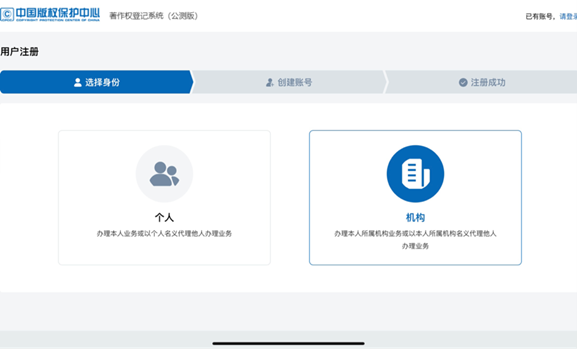 中国版权保护中心 著作权登记系统（公测版） 已有账号，请登录
COPYRIGHT PROTECTION CENTRE OF CHINA
用户注册
选择身份 创建账号 注册成功
个人 机构
办理本人业务或以个人名义代理他人办理业务
办理本人所属机构业务或以本人所属机构名义代理他人
办理业务